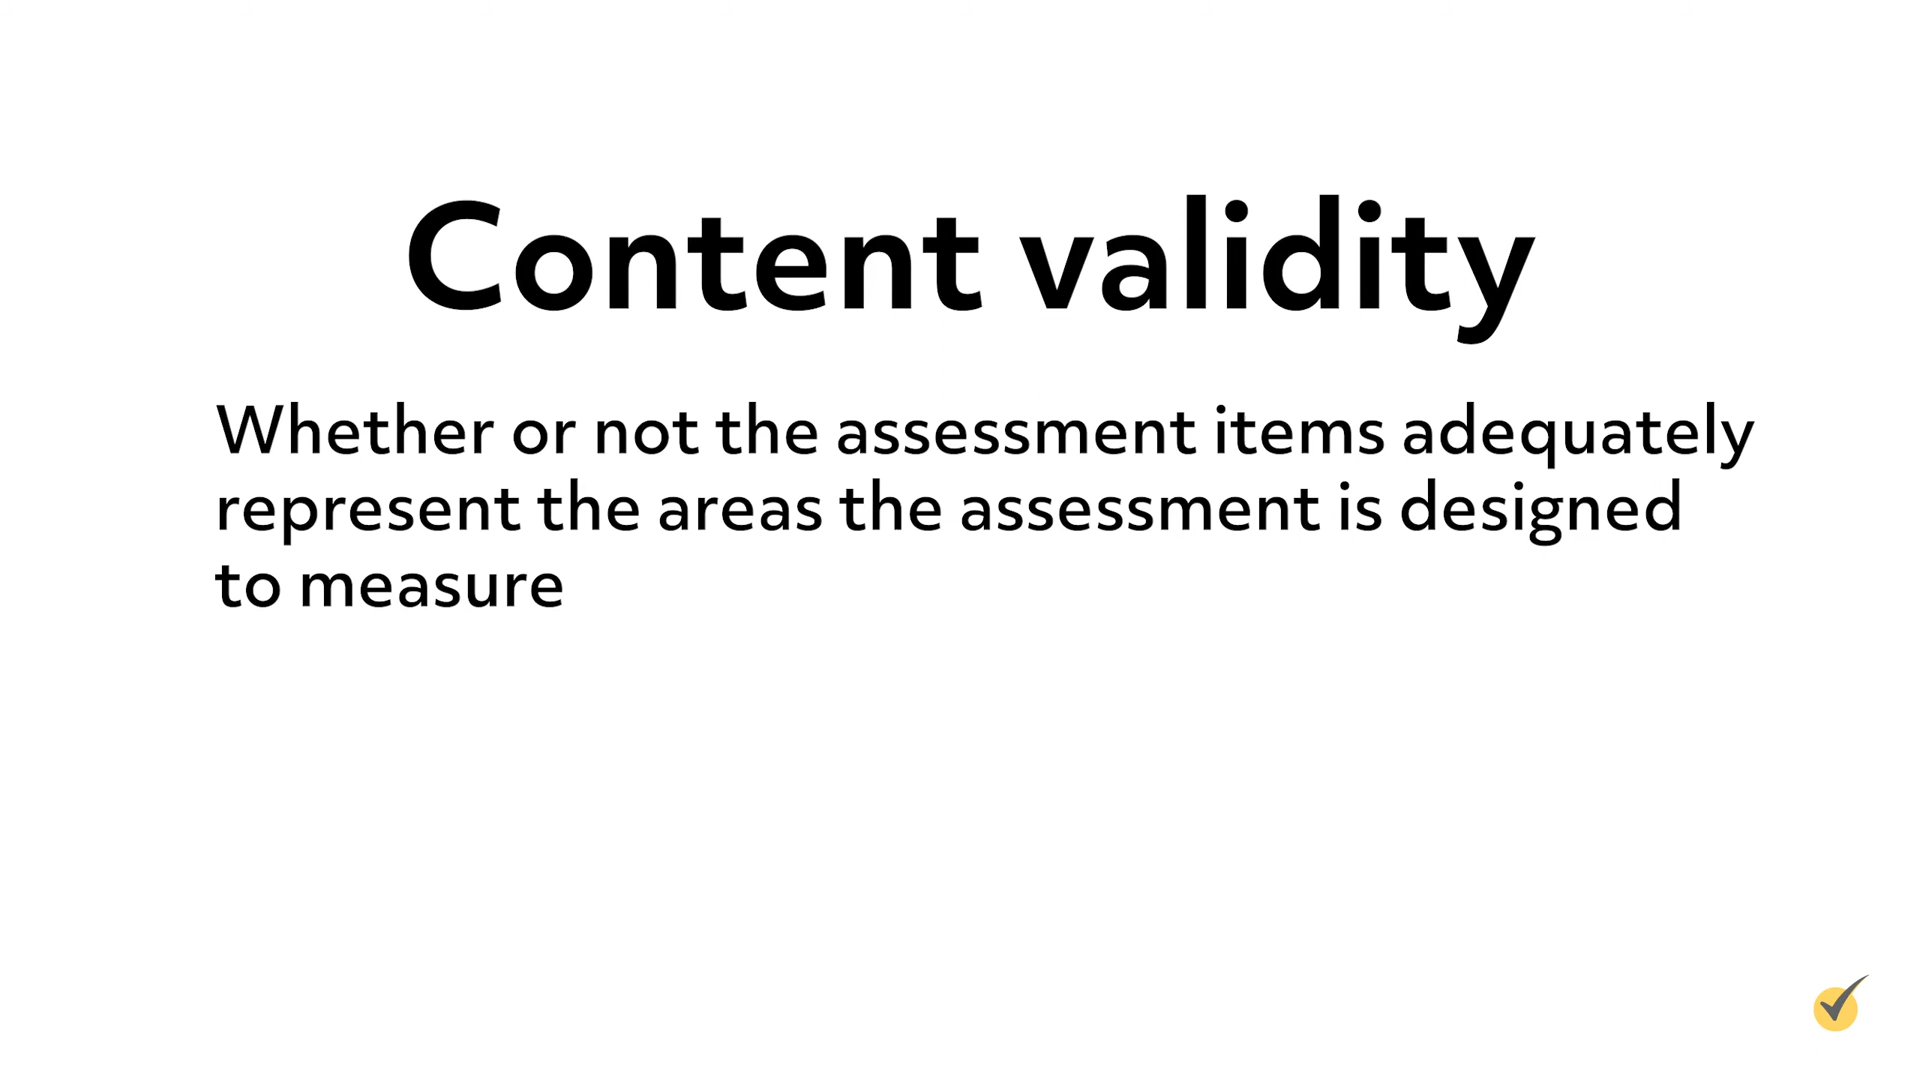 Content validity
Whether or not the assessment items adequately
represent the areas the assessment is designed
to measure